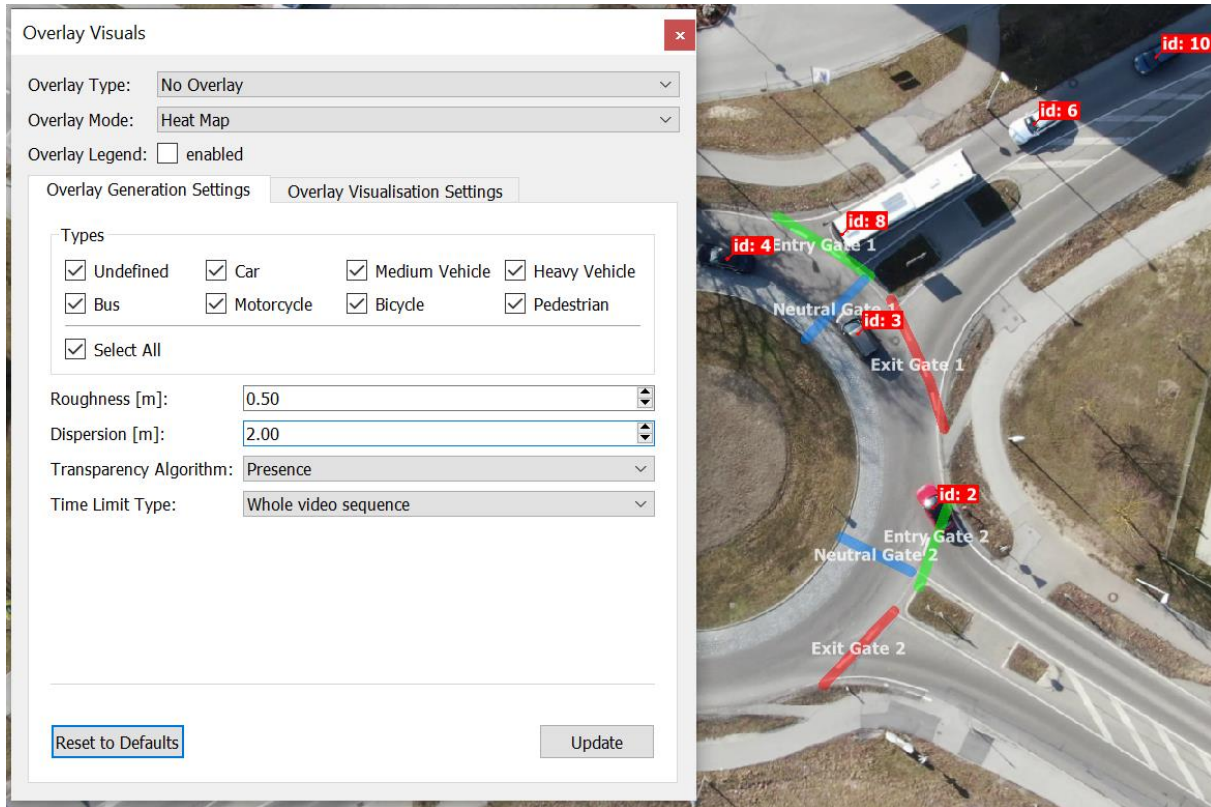 Overlay Visuals
Overlay Type: No Overlay
Overlay Mode: Heat Map
Overlay Legend: enabled
Overlay Generation Settings Overlay Visualisation Settings
Types
Undefined Car Medium Vehicle Heavy Vehicle
Bus Motorcycle Bicycle Pedestrian
Select All
Roughness [m]: 0.50
Dispersion [m]: 2.00
Transparency Algorithm: Presence
Time Limit Type: Whole video sequence
Reset to Defaults Update
id: 10
id: 6
id: 8
id: 4 Entry Gate 1
Neutral Gate 1
id: 3
Exit Gate 1
id: 2
Entry Gate 2
Neutral Gate 2
Exit Gate 2